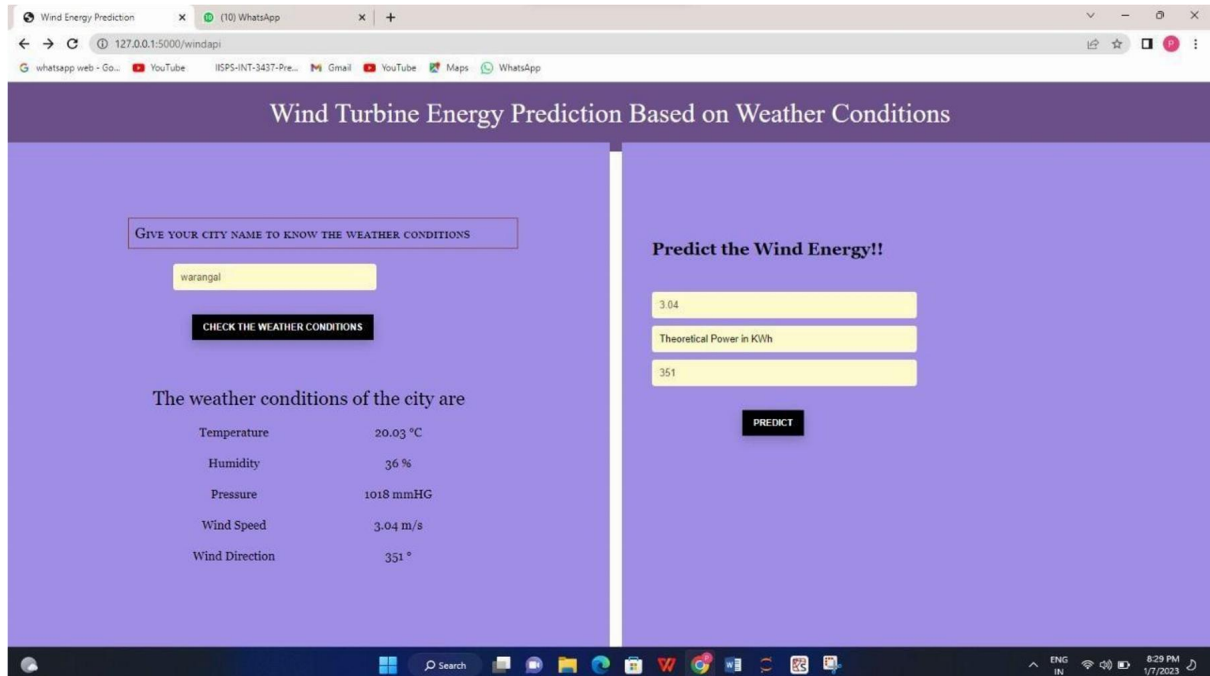 Wind Energy Prediction
(10) WhatsApp
127.0.0.1:5000/windapi
P
whatsapp web - Go...
YouTube
IISPS-INT-3437-Pre...
Gmail
YouTube
Maps
WhatsApp
Wind Turbine Energy Prediction Based on Weather Conditions
GIVE YOUR CITY NAME TO KNOW THE WEATHER CONDITIONS
warangal
CHECK THE WEATHER CONDITIONS
The weather conditions of the city are
Temperature 20.03 °C
Humidity 36 %
Pressure 1018 mmHG
Wind Speed 3.04 m/s
Wind Direction 351 °
Predict the Wind Energy!!
3.04
Theoretical Power in KWh
351
PREDICT
Search
ENG
IN
8:29 PM
1/7/2023